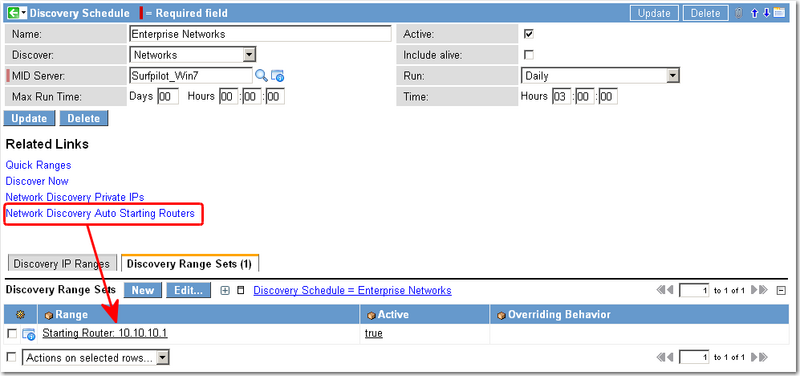 Discovery Schedule = Required field Update Delete
Name: Enterprise Networks Active:
Discover: Networks Include alive:
MID Server: Surfpilot_Win7 Run: Daily
Max Run Time: Days 00 Hours 00 : 00 : 00 Time: Hours 03 : 00 : 00
Update Delete
Related Links
Quick Ranges
Discover Now
Network Discovery Private IPs
Network Discovery Auto Starting Routers
Discovery IP Ranges Discovery Range Sets (1)
Discovery Range Sets New Edit... Discovery Schedule = Enterprise Networks 1 to 1 of 1
Range Active Overriding Behavior
Starting Router: 10.10.10.1 true
Actions on selected rows... 1 to 1 of 1